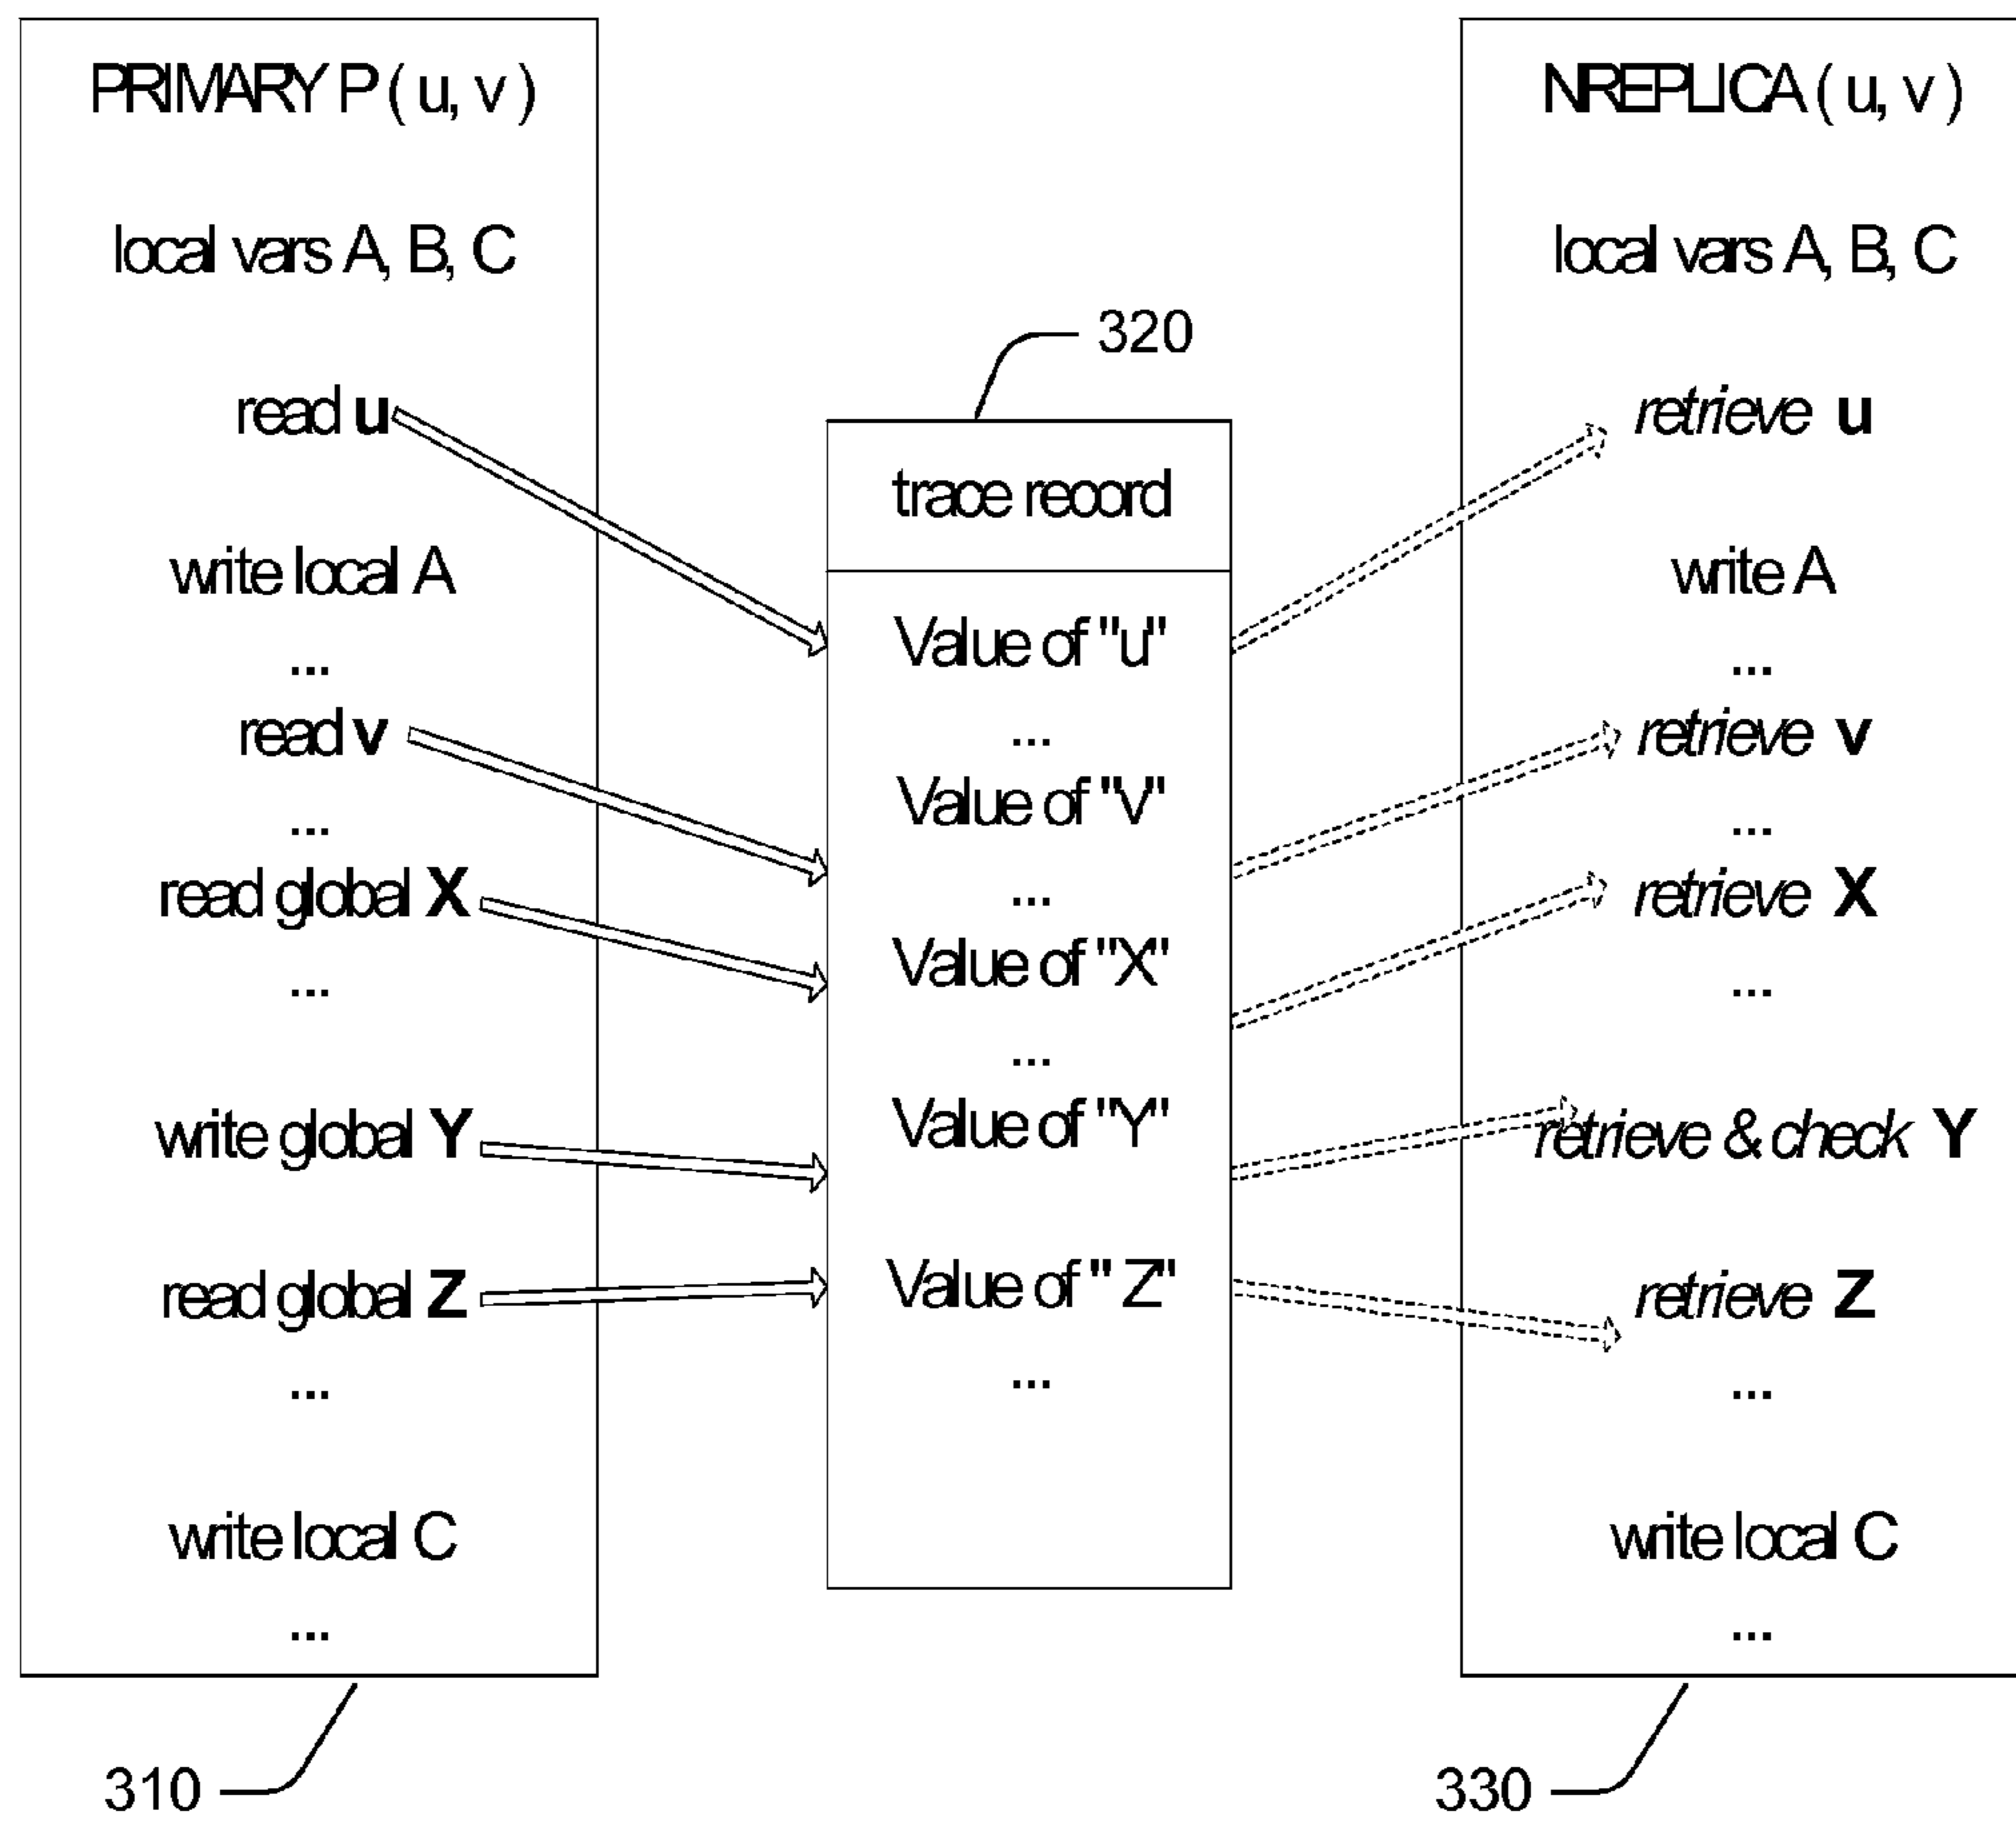 PRIMARY P ( u, v )
local vars A, B, C
read u
write local A
...
read v
...
read global X
...
write global Y
read global Z
...
write local C
...
310
320
trace record
Value of "u"
...
Value of "v"
...
Value of "X"
...
Value of "Y"
Value of " Z"
...
NREPLICA ( u, v )
local vars A, B, C
retrieve u
write A
...
retrieve v
...
retrieve X
...
retrieve & check Y
retrieve Z
...
write local C
...
330